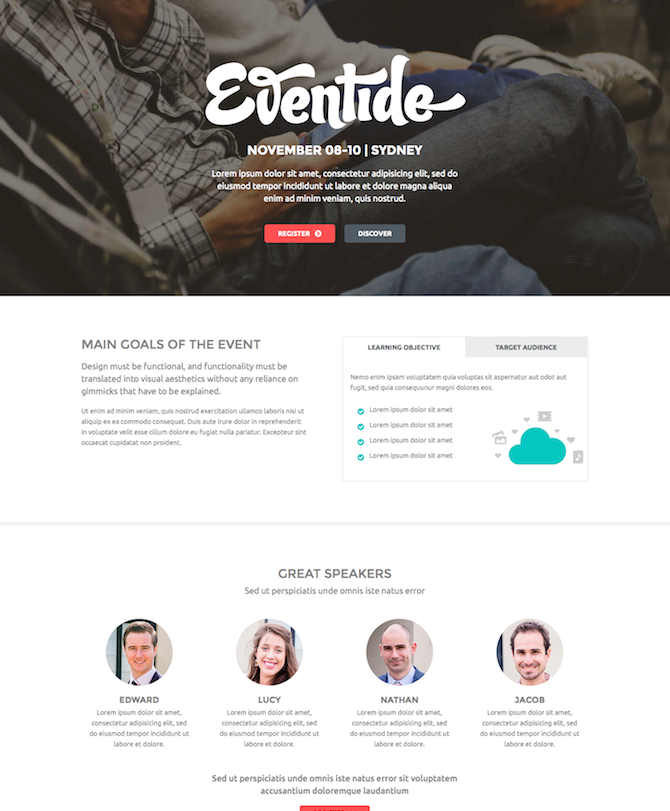 Eventide
NOVEMBER 08-10 | SYDNEY
Lorem ipsum dolor sit amet, consectetur adipisicing elit, sed do
eiusmod tempor incididunt ut labore et dolore magna aliqua
enim ad minim veniam, quis nostrud.
REGISTER
DISCOVER
MAIN GOALS OF THE EVENT
Design must be functional, and functionality must be
translated into visual aesthetics without any reliance on
gimmicks that have to be explained.
Ut enim ad minim veniam, quis nostrud exercitation ullamco laboris nisi ut
aliquip ex ea commodo consequat. Duis aute irure dolor in reprehenderit
in voluptate velit esse cillum dolore eu fugiat nulla pariatur. Excepteur sint
occaecat cupidatat non proident.
LEARNING OBJECTIVE
TARGET AUDIENCE
Nemo enim ipsam voluptatem quia voluptas sit aspernatur aut odit aut
fugit, sed quia consequunur magni dolores eos.
Lorem ipsum dolor sit amet
Lorem ipsum dolor sit amet
Lorem ipsum dolor sit amet
Lorem ipsum dolor sit amet
GREAT SPEAKERS
Sed ut perspiciatis unde omnis iste natus error
EDWARD
Lorem ipsum dolor sit amet,
consectetur adipisicing elit, sed
do eiusmod tempor incididunt ut
labore et dolore.
LUCY
Lorem ipsum dolor sit amet,
consectetur adipisicing elit, sed
do eiusmod tempor incididunt ut
labore et dolore.
NATHAN
Lorem ipsum dolor sit amet,
consectetur adipisicing elit, sed
do eiusmod tempor incididunt ut
labore et dolore.
JACOB
Lorem ipsum dolor sit amet,
consectetur adipisicing elit, sed
do eiusmod tempor incididunt ut
labore et dolore.
Sed ut perspiciatis unde omnis iste natus error sit voluptatem
accusantium doloremque laudantium